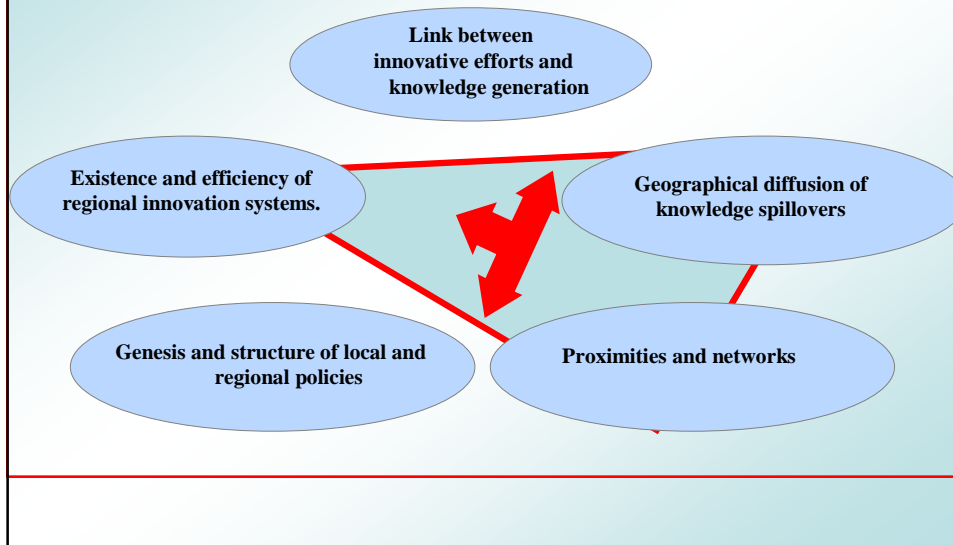 Link between
innovative efforts and
knowledge generation
Existence and efficiency of
regional innovation systems.
Geographical diffusion of
knowledge spillovers
Genesis and structure of local and
regional policies
Proximities and networks